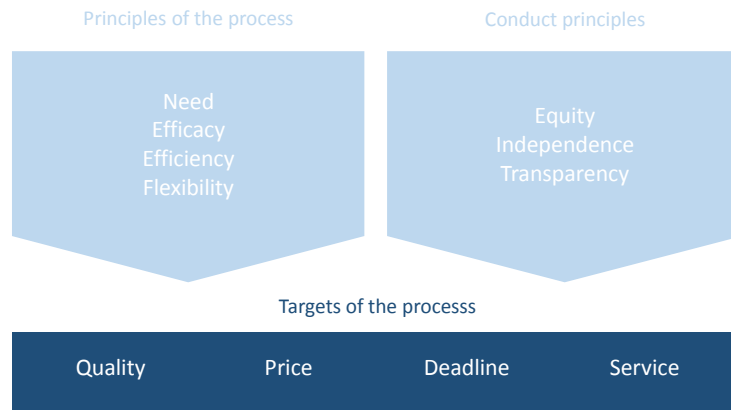 Principles of the process
Need
Efficacy
Efficiency
Flexibility
Conduct principles
Equity
Independence
Transparency
Targets of the processs
Quality Price Deadline Service